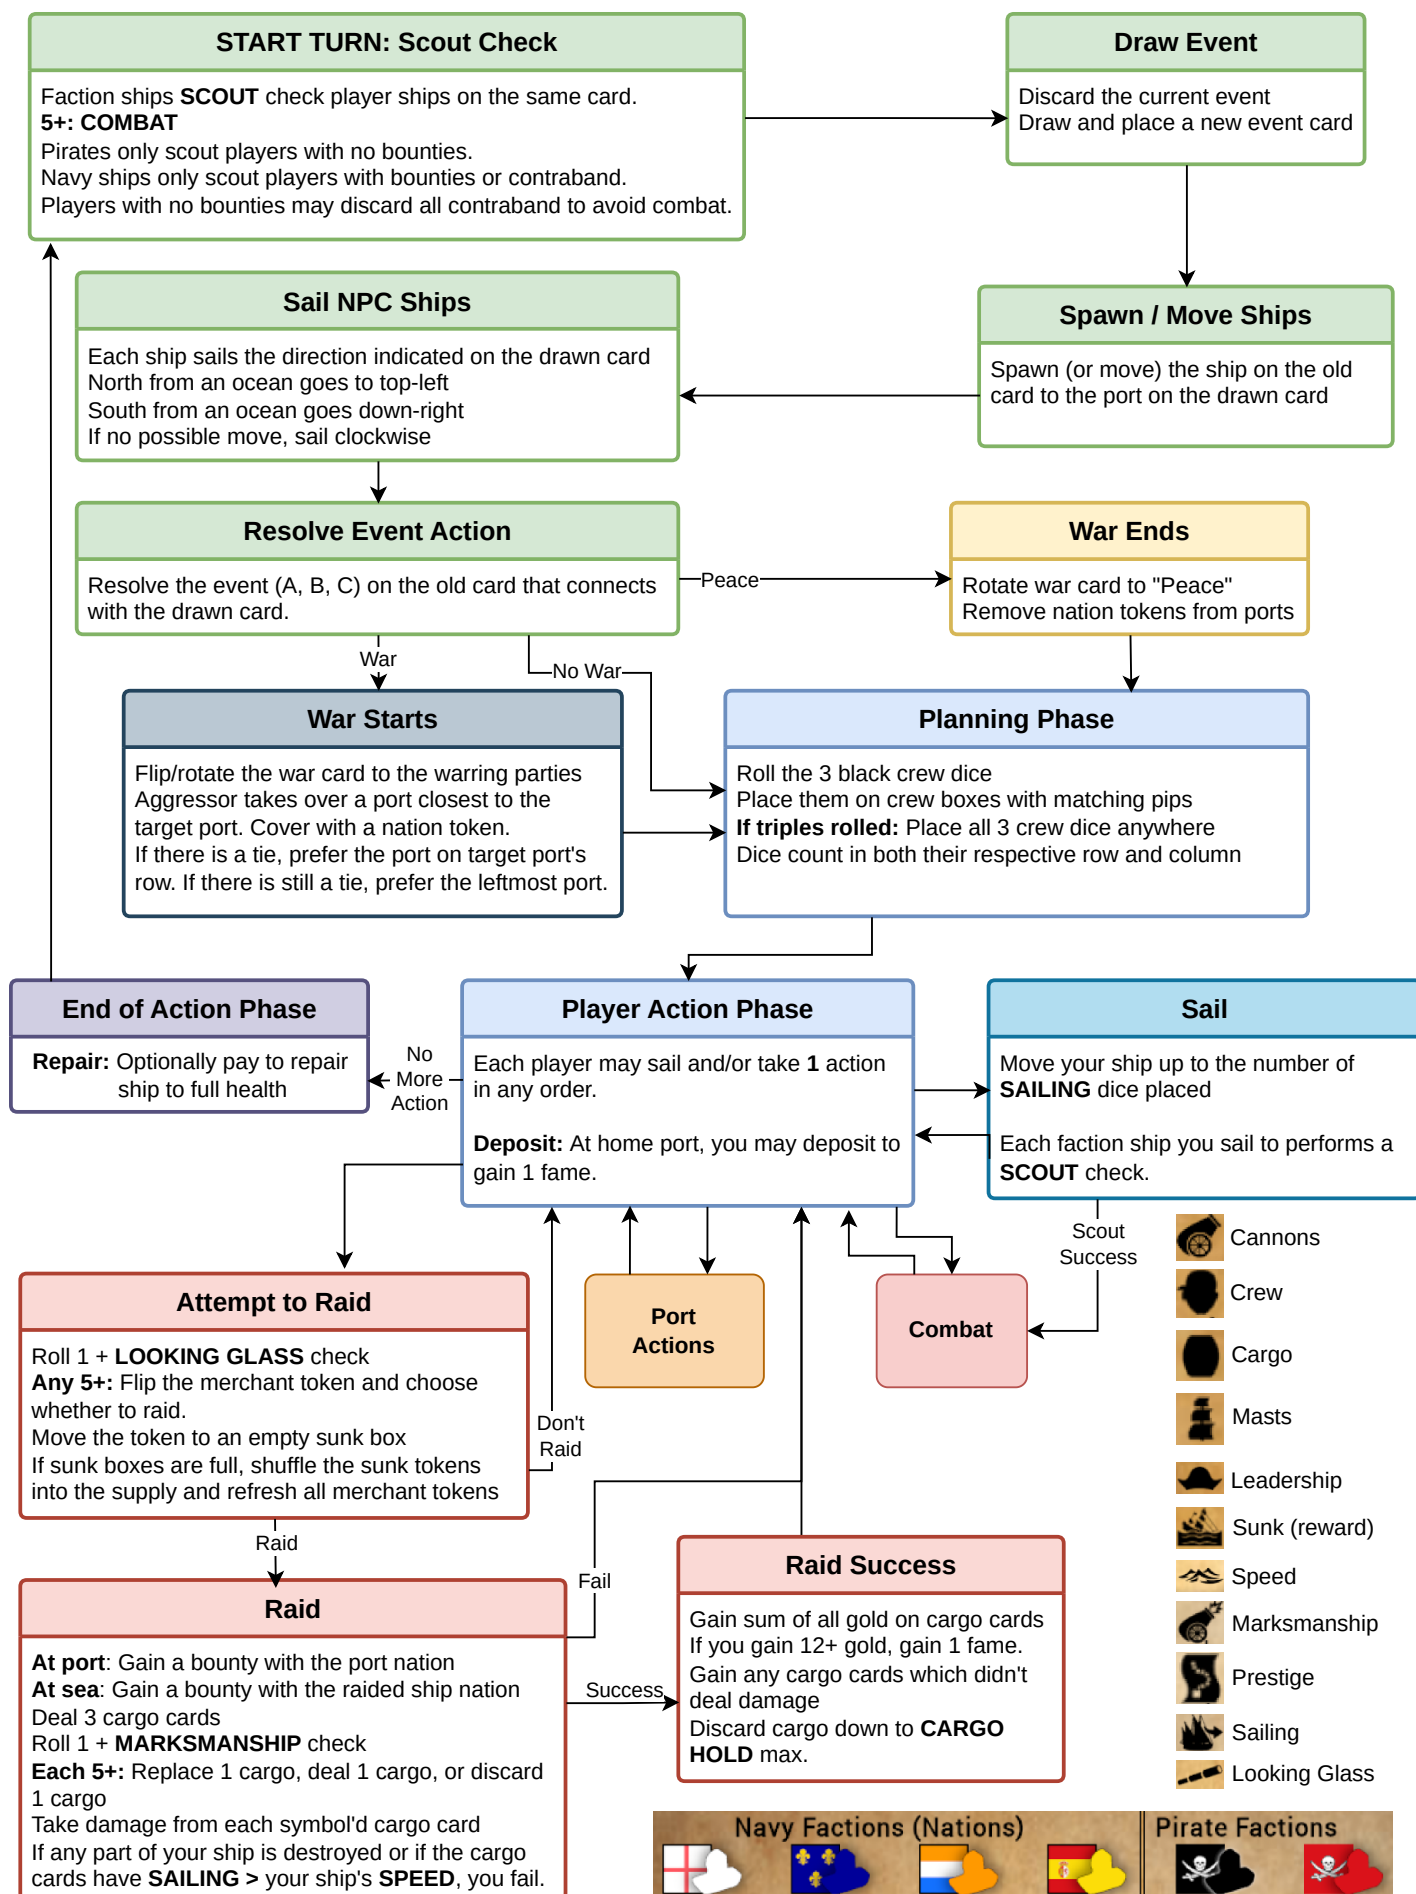 START TURN: Scout Check
Faction ships SCOUT check player ships on the same card.
5+: COMBAT
Pirates only scout players with no bounties.
Navy ships only scout players with bounties or contraband.
Players with no bounties may discard all contraband to avoid combat.
Draw Event
Discard the current event
Draw and place a new event card
Spawn / Move Ships
Spawn (or move) the ship on the old
card to the port on the drawn card
Sail NPC Ships
Each ship sails the direction indicated on the drawn card
North from an ocean goes to top-left
South from an ocean goes down-right
If no possible move, sail clockwise
Resolve Event Action
Resolve the event (A, B, C) on the old card that connects
with the drawn card.
Peace
War Ends
Rotate war card to "Peace"
Remove nation tokens from ports
War
No War
War Starts
Flip/rotate the war card to the warring parties
Aggressor takes over a port closest to the
target port. Cover with a nation token.
If there is a tie, prefer the port on target port's
row. If there is still a tie, prefer the leftmost port.
Planning Phase
Roll the 3 black crew dice
Place them on crew boxes with matching pips
If triples rolled: Place all 3 crew dice anywhere
Dice count in both their respective row and column
End of Action Phase
Repair: Optionally pay to repair
ship to full health
No
More
Action
Player Action Phase
Each player may sail and/or take 1 action
in any order.
Deposit: At home port, you may deposit to
gain 1 fame.
Sail
Move your ship up to the number of
SAILING dice placed
Each faction ship you sail to performs a
SCOUT check.
Scout
Success
Attempt to Raid
Roll 1 + LOOKING GLASS check
Any 5+: Flip the merchant token and choose
whether to raid.
Move the token to an empty sunk box
If sunk boxes are full, shuffle the sunk tokens
into the supply and refresh all merchant tokens
Don't
Raid
Port
Actions
Combat
Raid
Fail
Raid
At port: Gain a bounty with the port nation
At sea: Gain a bounty with the raided ship nation
Deal 3 cargo cards
Roll 1 + MARKSMANSHIP check
Each 5+: Replace 1 cargo, deal 1 cargo, or discard
1 cargo
Take damage from each symbol'd cargo card
If any part of your ship is destroyed or if the cargo
cards have SAILING > your ship's SPEED, you fail.
Success
Raid Success
Gain sum of all gold on cargo cards
If you gain 12+ gold, gain 1 fame.
Gain any cargo cards which didn't
deal damage
Discard cargo down to CARGO
HOLD max.
Cannons
Crew
Cargo
Masts
Leadership
Sunk (reward)
Speed
Marksmanship
Prestige
Sailing
Looking Glass
Navy Factions (Nations)
Pirate Factions